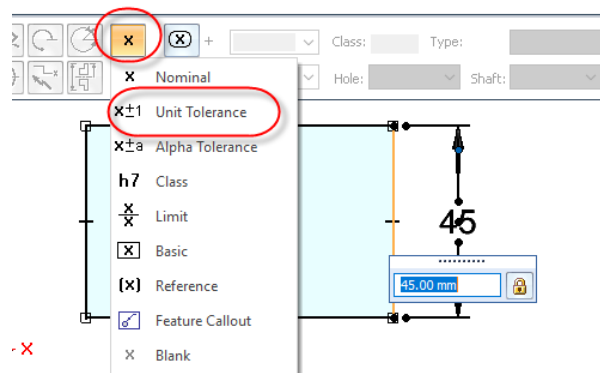 x
(x) +
Class:
Type:
x Nominal
Hole:
Shaft:
x±1 Unit Tolerance
x±a Alpha Tolerance
h7 Class
x
x Limit
45
x Basic
(x) Reference
45.00 mm
Feature Callout
X
x Blank